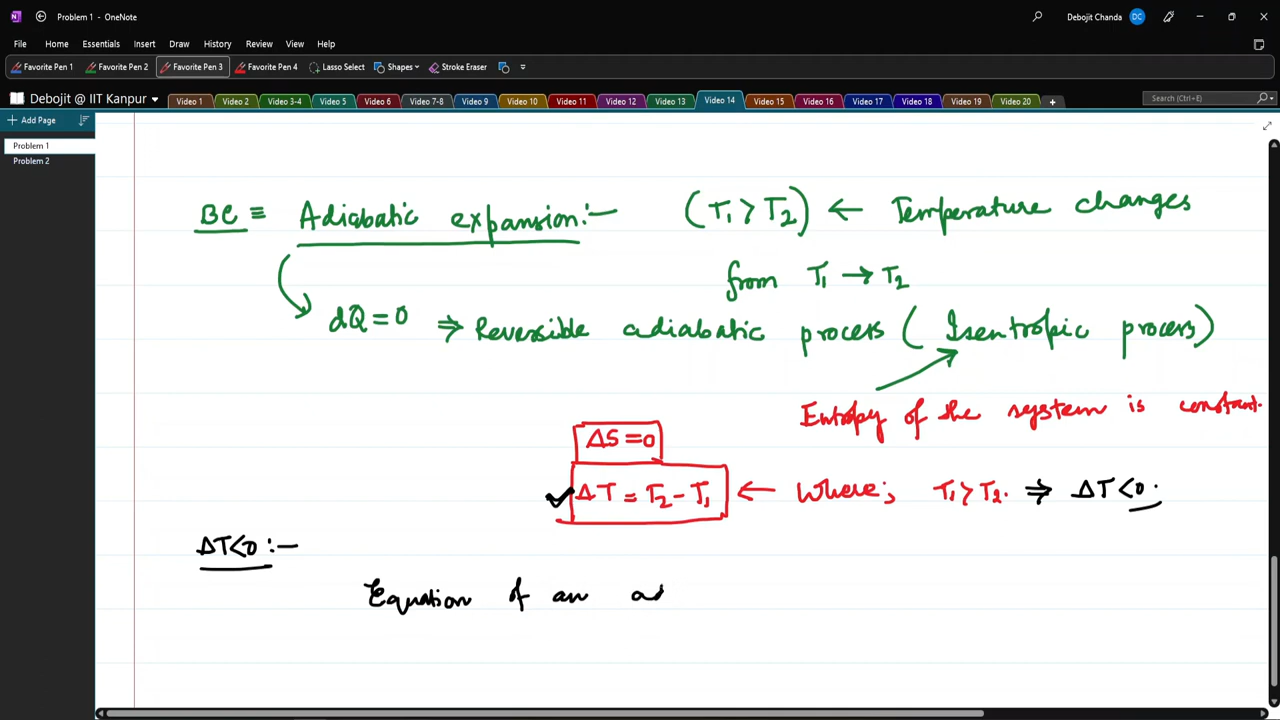 Problem 1 - OneNote
Debojit Chanda DC
File Home Essentials Insert Draw History Review View Help
Favorite Pen 1 Favorite Pen 2 Favorite Pen 3 Favorite Pen 4 Lasso Select Shapes Stroke Eraser
Debojit @ IIT Kanpur Video 1 Video 2 Video 3-4 Video 5 Video 6 Video 7-8 Video 9 Video 10 Video 11 Video 12 Video 13 Video 14 Video 15 Video 16 Video 17 Video 18 Video 19 Video 20 + Search (Ctrl+E)
+ Add Page
Problem 1
Problem 2
BC ≡ Adiabatic expansion:- (T₁ > T₂) ← Temperature changes
from T₁ → T₂
dQ = 0 ⇒ Reversible adiabatic process (Isentropic process)
Entropy of the system is constant.
ΔS = 0
✓ ΔT = T₂ - T₁ ← Where; T₁ > T₂. ⇒ ΔT < 0.
ΔT < 0 :-
Equation of an ad